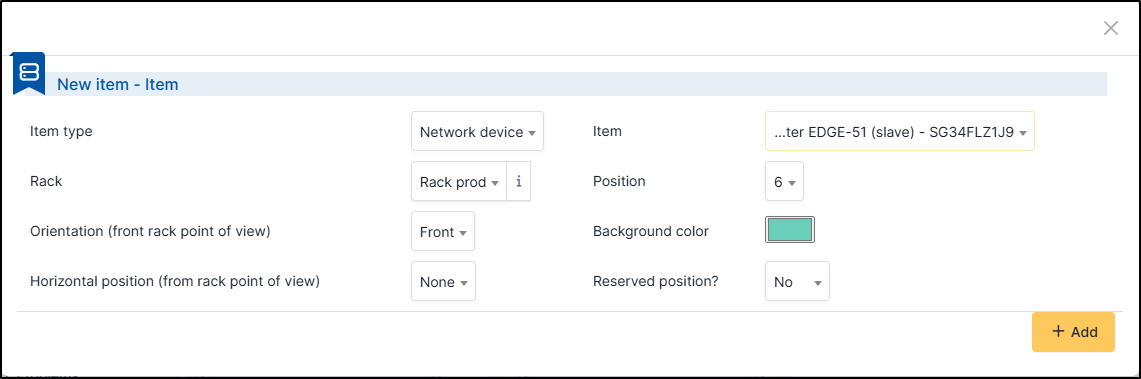 New item - Item
Item type Network device Item ...ter EDGE-51 (slave) - SG34FLZ1J9
Rack Rack prod i Position 6
Orientation (front rack point of view) Front Background color
Horizontal position (from rack point of view) None Reserved position? No
+ Add